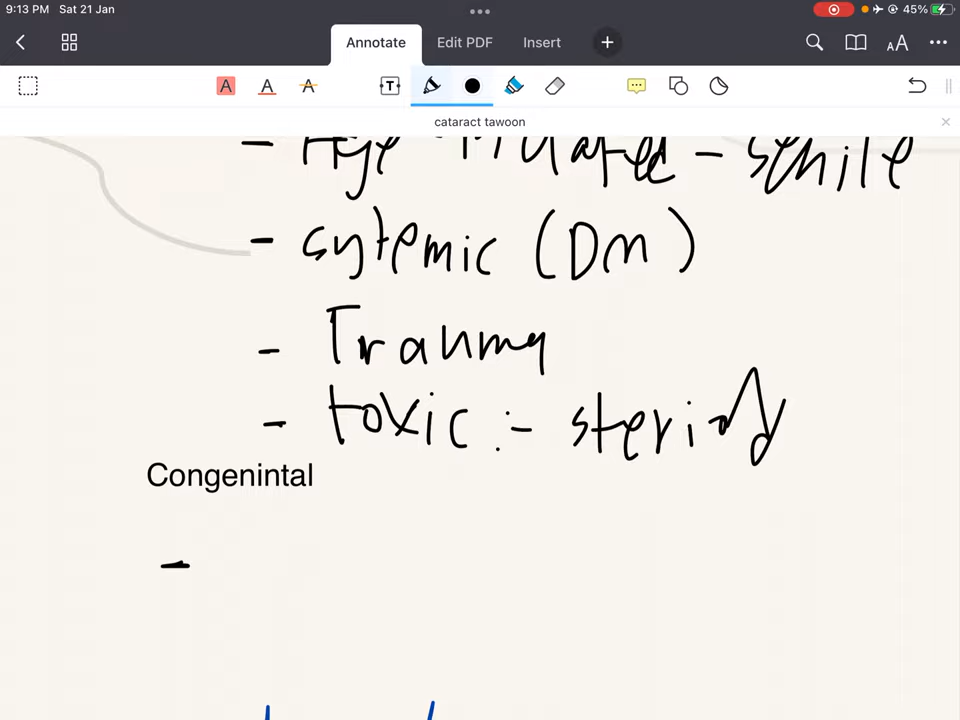 9:13 PM Sat 21 Jan 45%
Annotate Edit PDF Insert
A A A T
cataract tawoon
- Age - related - senile
- sytemic (DM)
- Trauma
- toxic :- steriods
Congenintal
-